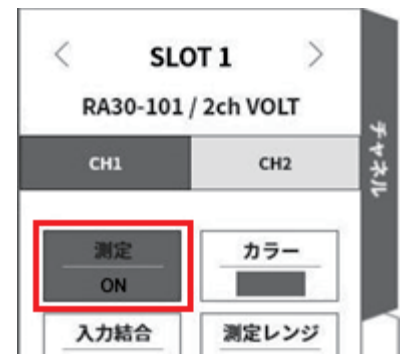 < SLOT 1 >
RA30-101 / 2ch VOLT
CH1 CH2
チャネル
測定 カラー
ON
入力結合 測定レンジ